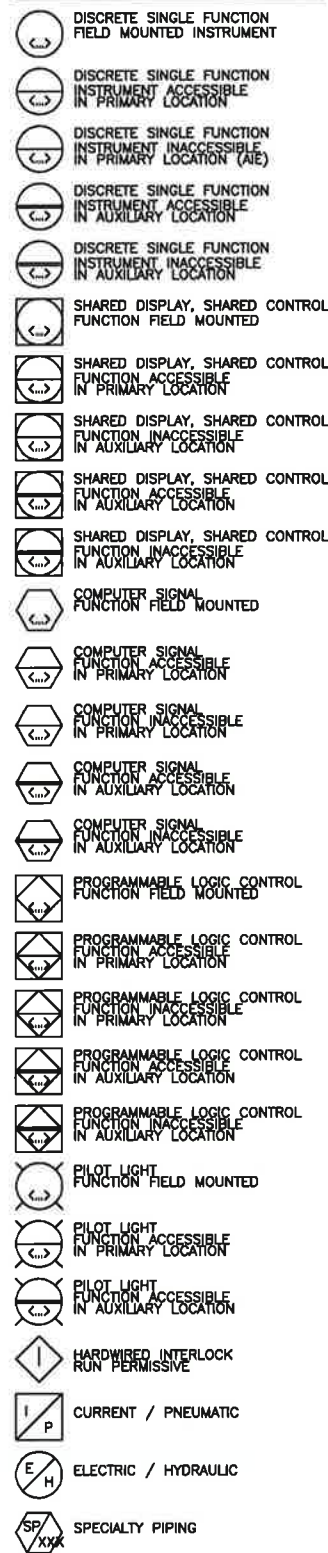 <...> DISCRETE SINGLE FUNCTION
FIELD MOUNTED INSTRUMENT
<...> DISCRETE SINGLE FUNCTION
INSTRUMENT ACCESSIBLE
IN PRIMARY LOCATION
<...> DISCRETE SINGLE FUNCTION
INSTRUMENT INACCESSIBLE
IN PRIMARY LOCATION (AIE)
<...> DISCRETE SINGLE FUNCTION
INSTRUMENT ACCESSIBLE
IN AUXILIARY LOCATION
<...> DISCRETE SINGLE FUNCTION
INSTRUMENT INACCESSIBLE
IN AUXILIARY LOCATION
<...> SHARED DISPLAY, SHARED CONTROL
FUNCTION FIELD MOUNTED
<...> SHARED DISPLAY, SHARED CONTROL
FUNCTION ACCESSIBLE
IN PRIMARY LOCATION
<...> SHARED DISPLAY, SHARED CONTROL
FUNCTION INACCESSIBLE
IN AUXILIARY LOCATION
<...> SHARED DISPLAY, SHARED CONTROL
FUNCTION ACCESSIBLE
IN AUXILIARY LOCATION
<...> SHARED DISPLAY, SHARED CONTROL
FUNCTION INACCESSIBLE
IN AUXILIARY LOCATION
<...> COMPUTER SIGNAL
FUNCTION FIELD MOUNTED
<...> COMPUTER SIGNAL
FUNCTION ACCESSIBLE
IN PRIMARY LOCATION
<...> COMPUTER SIGNAL
FUNCTION INACCESSIBLE
IN PRIMARY LOCATION
<...> COMPUTER SIGNAL
FUNCTION ACCESSIBLE
IN AUXILIARY LOCATION
<...> COMPUTER SIGNAL
FUNCTION INACCESSIBLE
IN AUXILIARY LOCATION
<...> PROGRAMMABLE LOGIC CONTROL
FUNCTION FIELD MOUNTED
<...> PROGRAMMABLE LOGIC CONTROL
FUNCTION ACCESSIBLE
IN PRIMARY LOCATION
<...> PROGRAMMABLE LOGIC CONTROL
FUNCTION INACCESSIBLE
IN PRIMARY LOCATION
<...> PROGRAMMABLE LOGIC CONTROL
FUNCTION ACCESSIBLE
IN AUXILIARY LOCATION
<...> PROGRAMMABLE LOGIC CONTROL
FUNCTION INACCESSIBLE
IN AUXILIARY LOCATION
<...> PILOT LIGHT
FUNCTION FIELD MOUNTED
<...> PILOT LIGHT
FUNCTION ACCESSIBLE
IN PRIMARY LOCATION
<...> PILOT LIGHT
FUNCTION ACCESSIBLE
IN AUXILIARY LOCATION
I HARDWIRED INTERLOCK
RUN PERMISSIVE
I/P CURRENT / PNEUMATIC
E/H ELECTRIC / HYDRAULIC
SP/XXX SPECIALTY PIPING